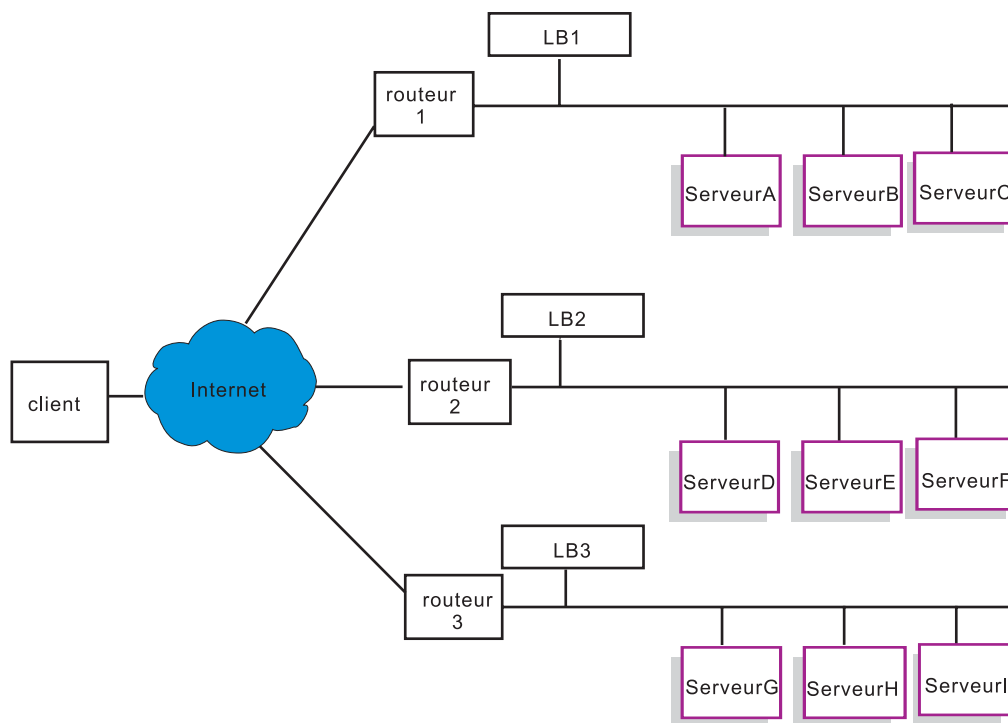 LB1
routeur
1
ServeurA
ServeurB
ServeurC
LB2
client
Internet
routeur
2
ServeurD
ServeurE
ServeurF
LB3
routeur
3
ServeurG
ServeurH
ServeurI